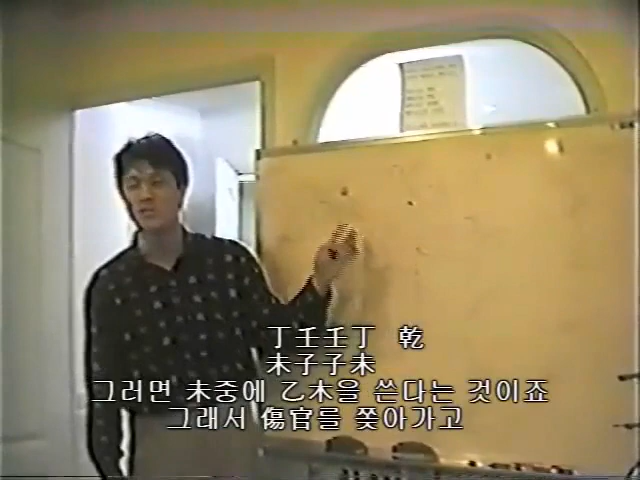 丁壬壬丁 乾
未子子未
그러면 未중에 乙木을 쓴다는 것이죠
그래서 傷官를 쫓아가고